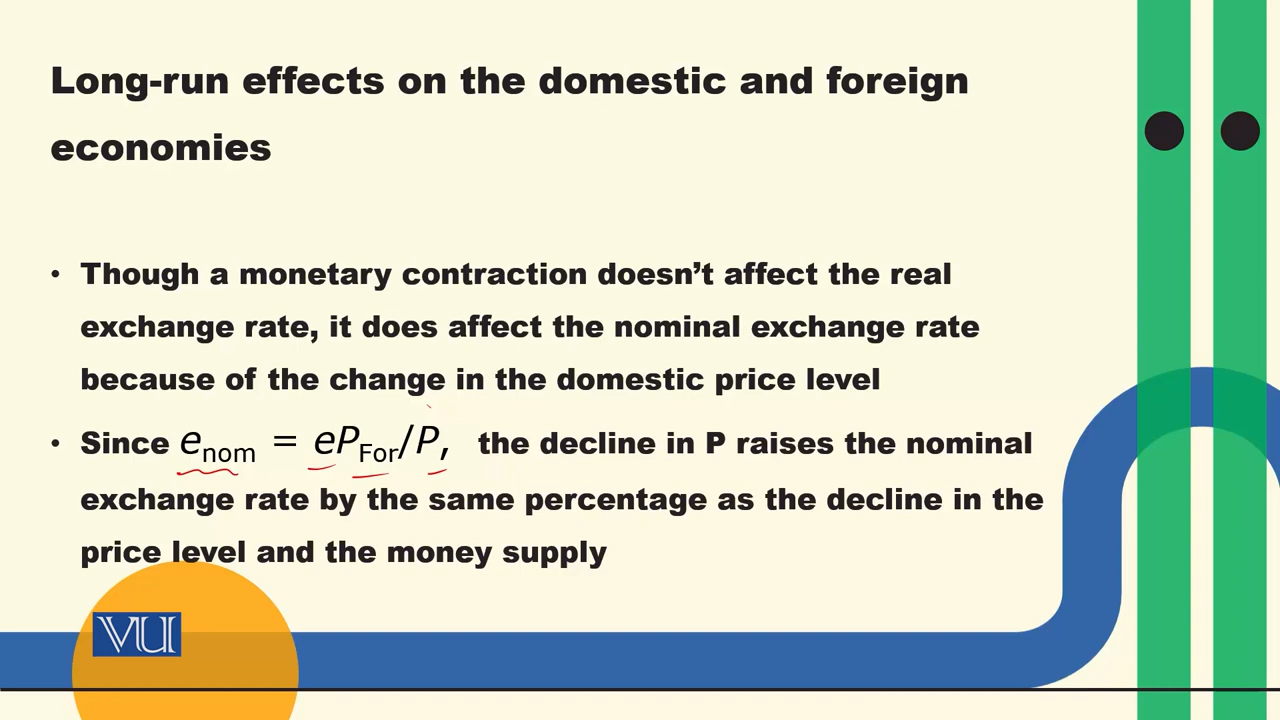 Long-run effects on the domestic and foreign
economies
• Though a monetary contraction doesn’t affect the real
exchange rate, it does affect the nominal exchange rate
because of the change in the domestic price level
• Since enom = ePFor/P, the decline in P raises the nominal
exchange rate by the same percentage as the decline in the
price level and the money supply
VU